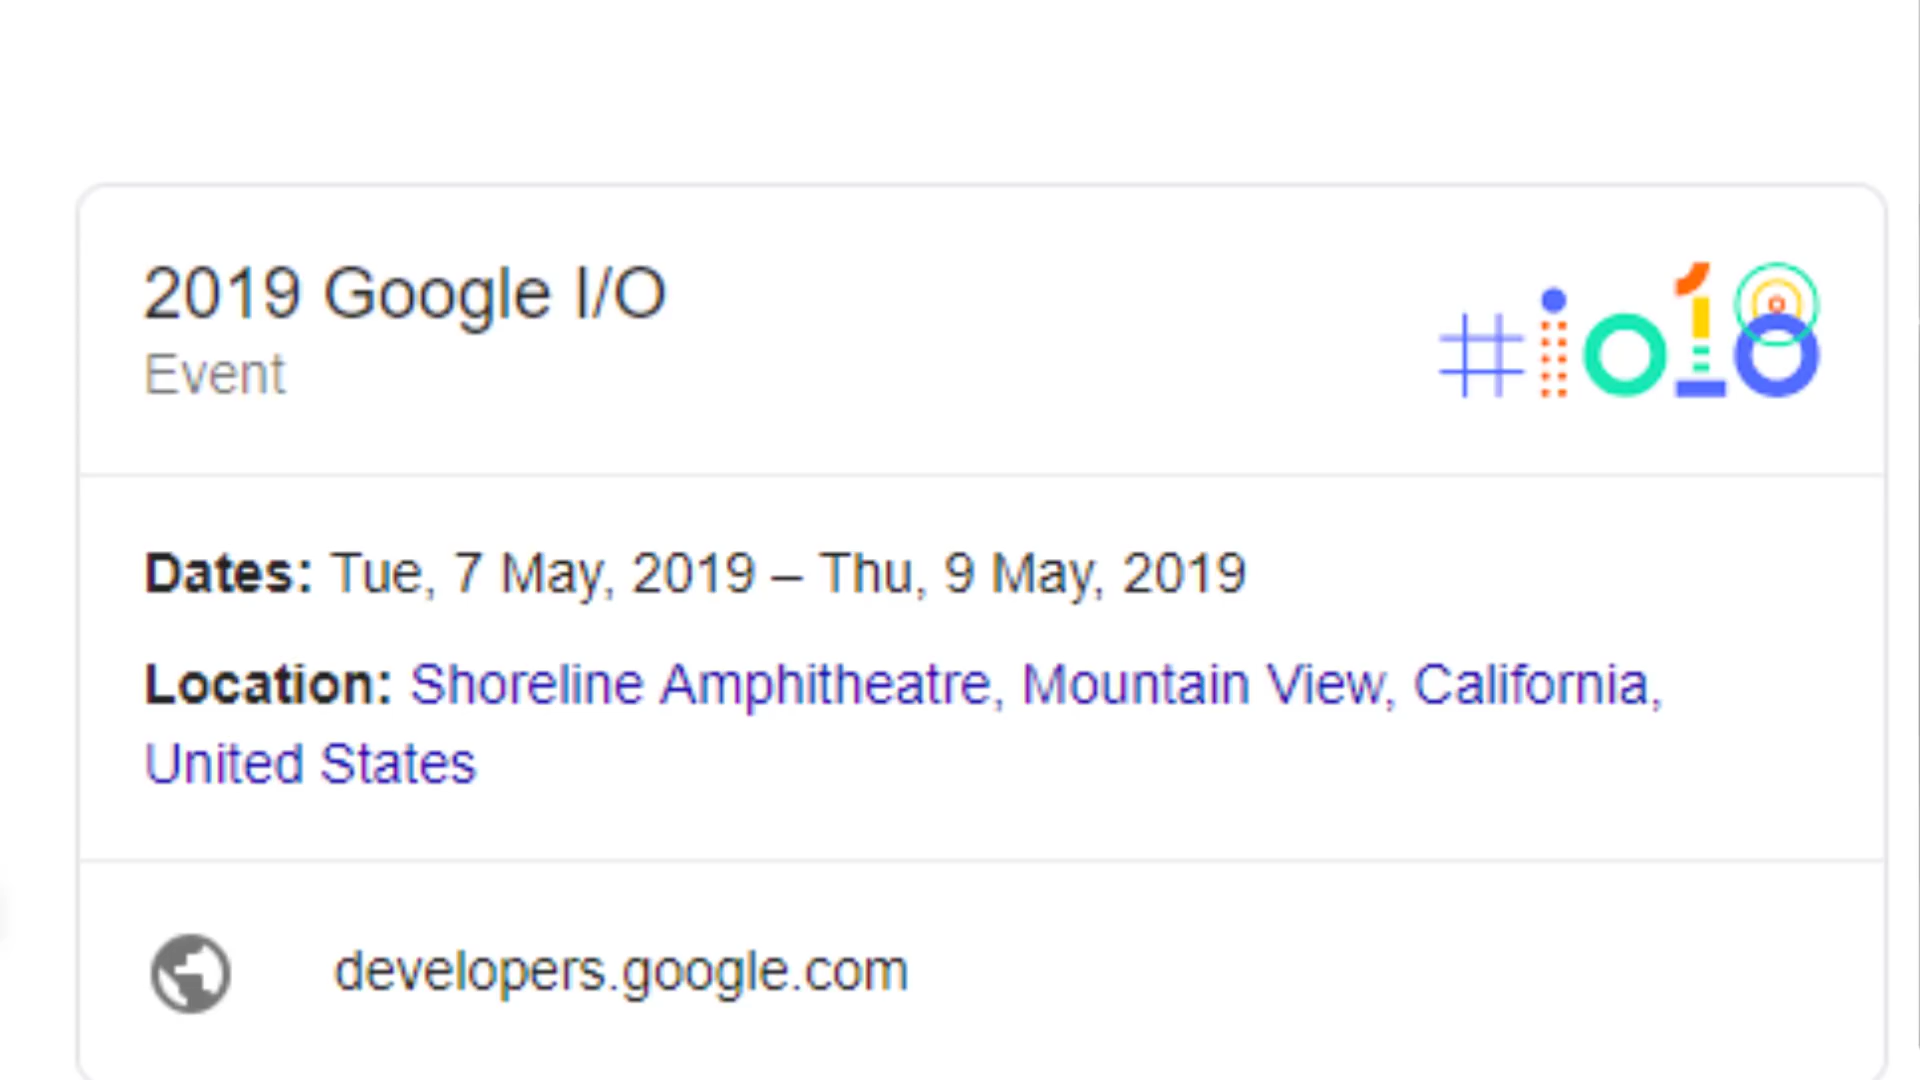 2019 Google I/O
Event
#io18
Dates: Tue, 7 May, 2019 – Thu, 9 May, 2019
Location: Shoreline Amphitheatre, Mountain View, California,
United States
developers.google.com